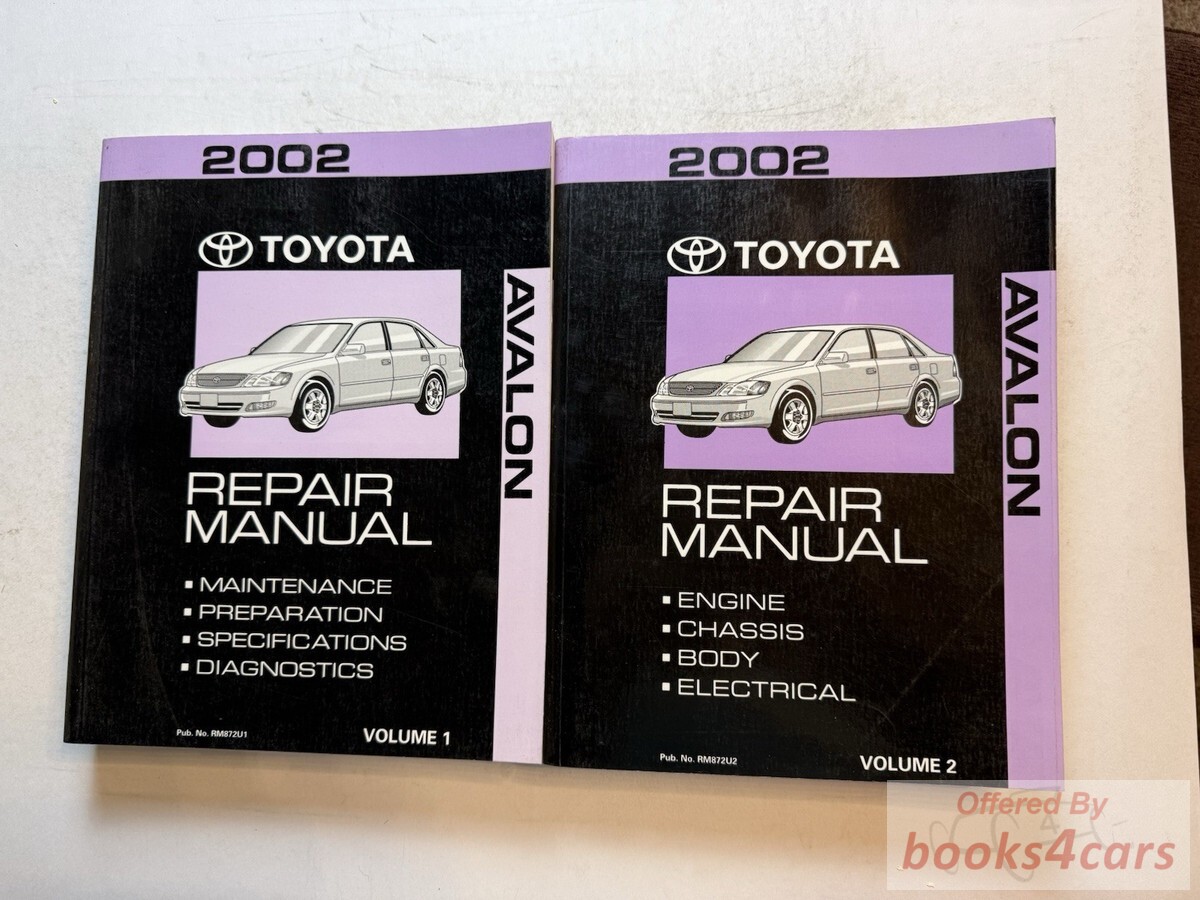 2002
TOYOTA
AVALON
REPAIR
MANUAL
▪ MAINTENANCE
▪ PREPARATION
▪ SPECIFICATIONS
▪ DIAGNOSTICS
Pub. No. RM872U1
VOLUME 1
2002
TOYOTA
AVALON
REPAIR
MANUAL
▪ ENGINE
▪ CHASSIS
▪ BODY
▪ ELECTRICAL
Pub. No. RM872U2
VOLUME 2
Offered By
books4cars